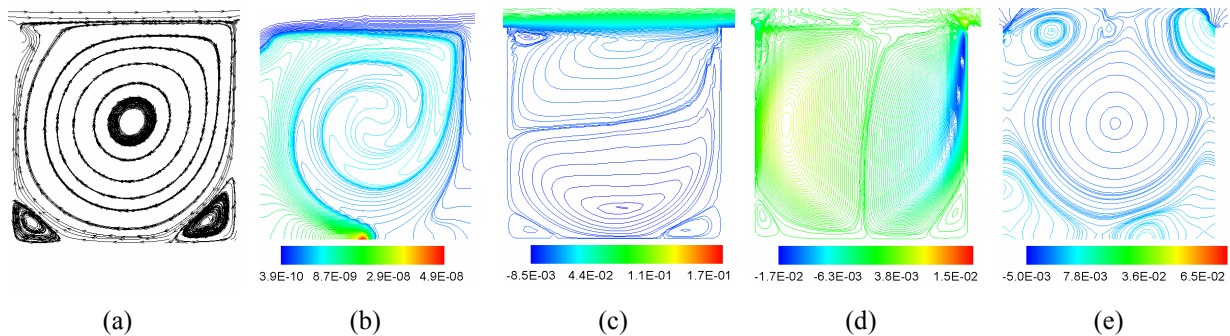 3.9E-10 8.7E-09 2.9E-08 4.9E-08
-8.5E-03 4.4E-02 1.1E-01 1.7E-01
-1.7E-02 -6.3E-03 3.8E-03 1.5E-02
-5.0E-03 7.8E-03 3.6E-02 6.5E-02
(a) (b) (c) (d) (e)